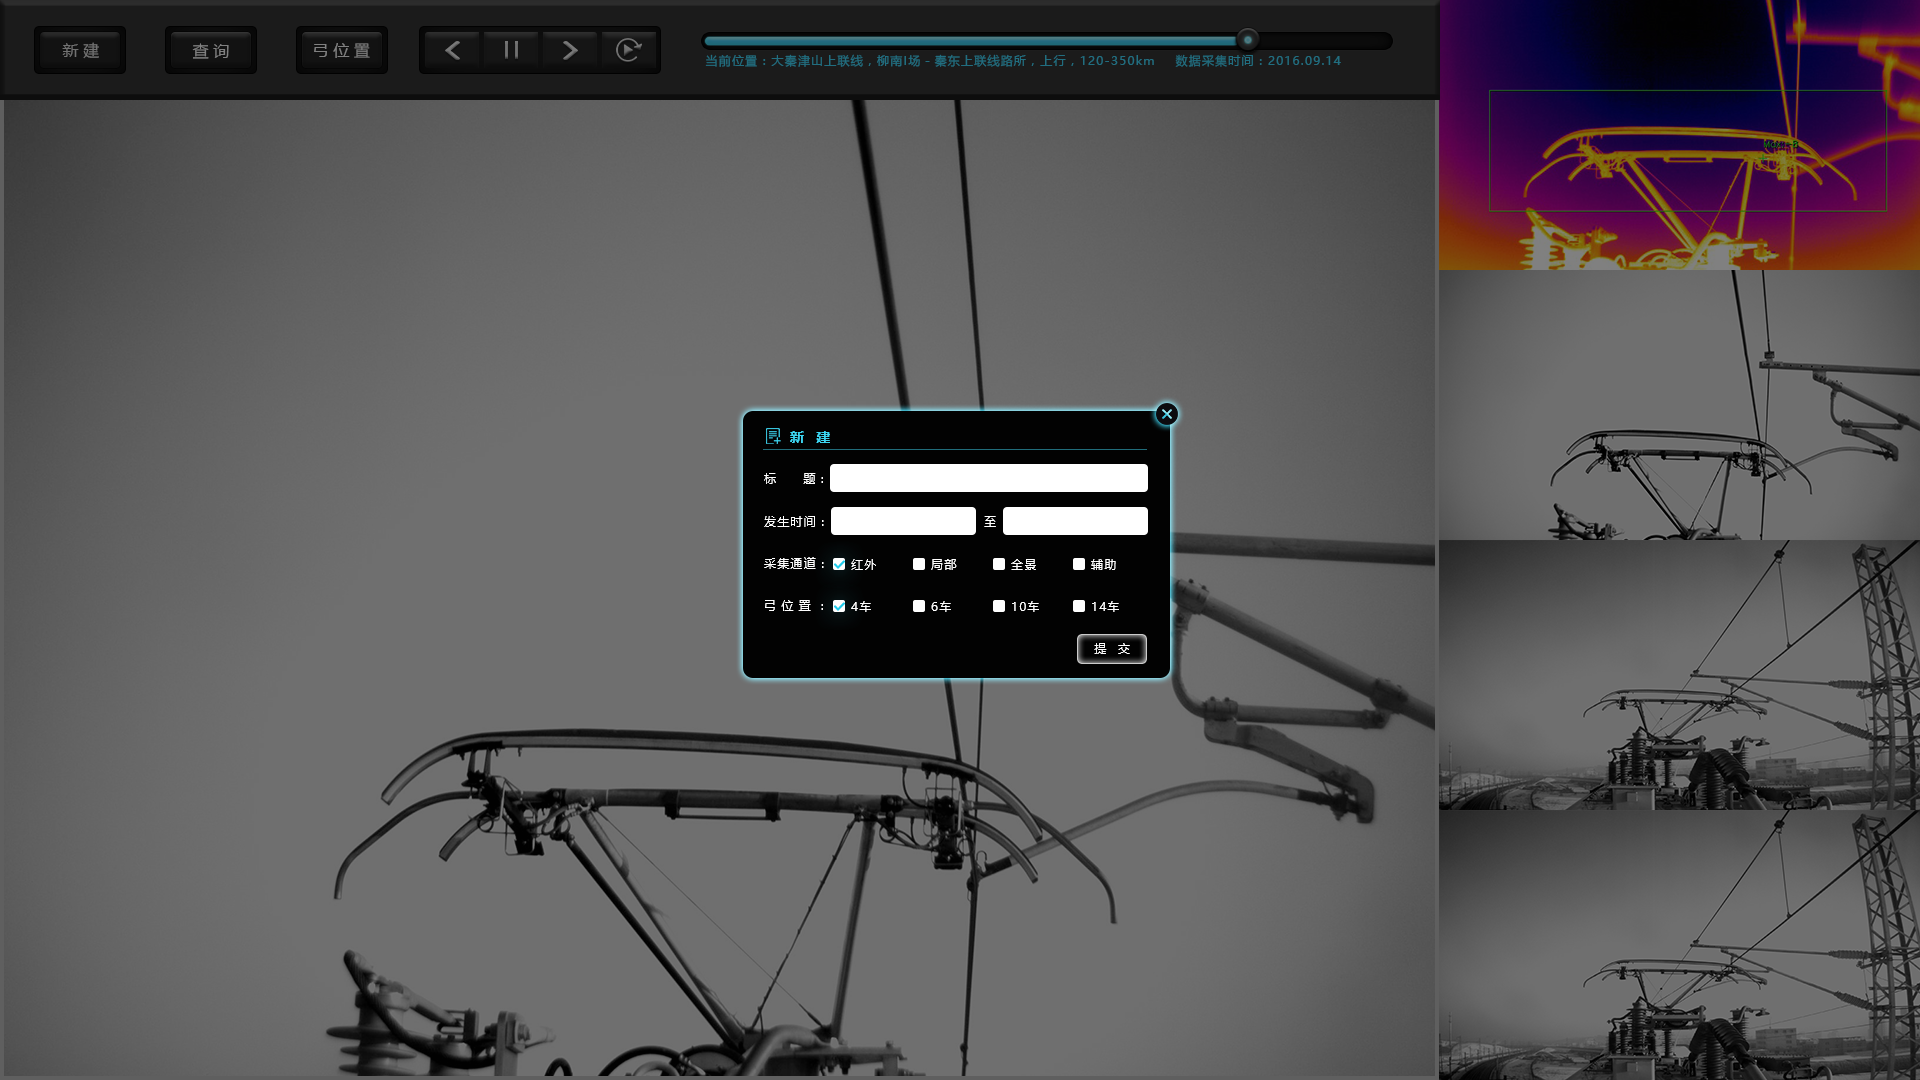 新建
查询
弓位置
当前位置：大秦津山上联线，柳南I场 - 秦东上联线路所，上行，120-350km 数据采集时间：2016.09.14
新 建
标 题：
发生时间： 至
采集通道： 红外 局部 全景 辅助
弓 位 置 ： 4车 6车 10车 14车
提 交